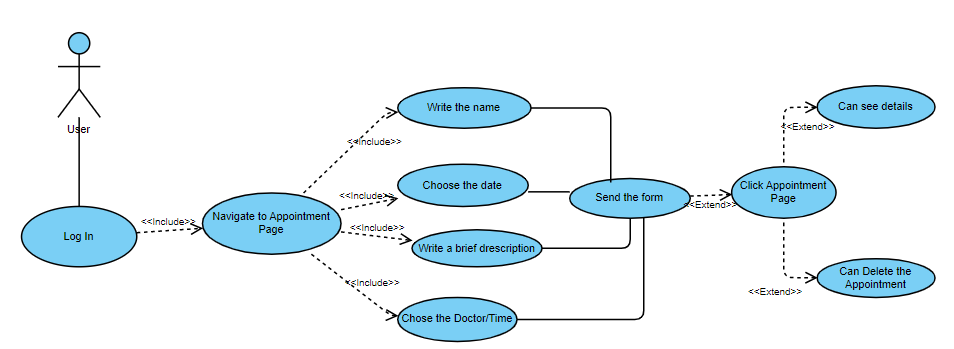 User
Log In
<<Include>>
Navigate to Appointment
Page
<<Include>>
<<Include>>
<<Include>>
<<Include>>
Write the name
Choose the date
Write a brief drescription
Chose the Doctor/Time
Send the form
<<Extend>>
Click Appointment
Page
<<Extend>>
<<Extend>>
Can see details
Can Delete the
Appointment